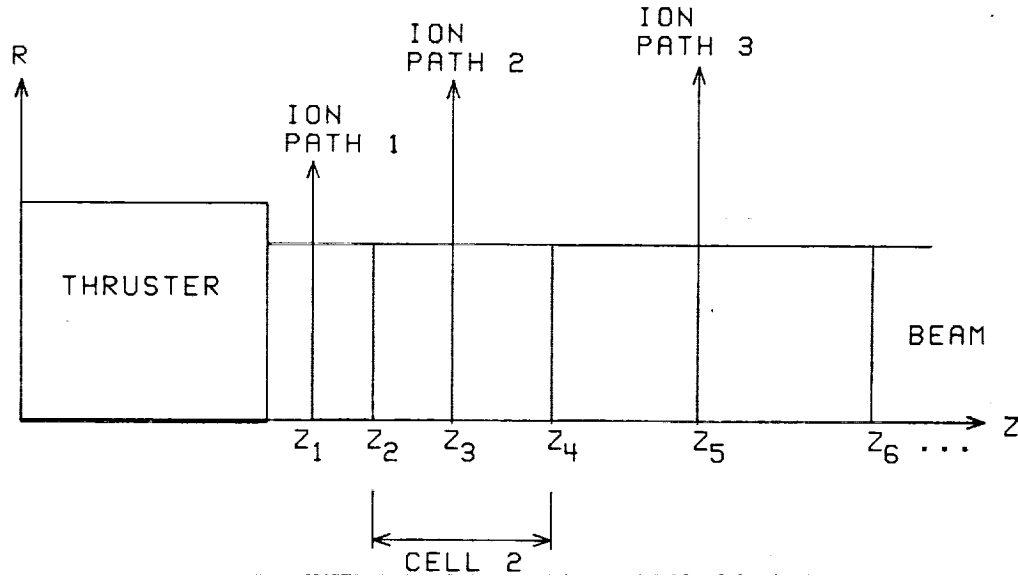 R
ION
PATH 1
ION
PATH 2
ION
PATH 3
THRUSTER
BEAM
Z1
Z2
Z3
Z4
Z5
Z6 ...
Z
CELL 2